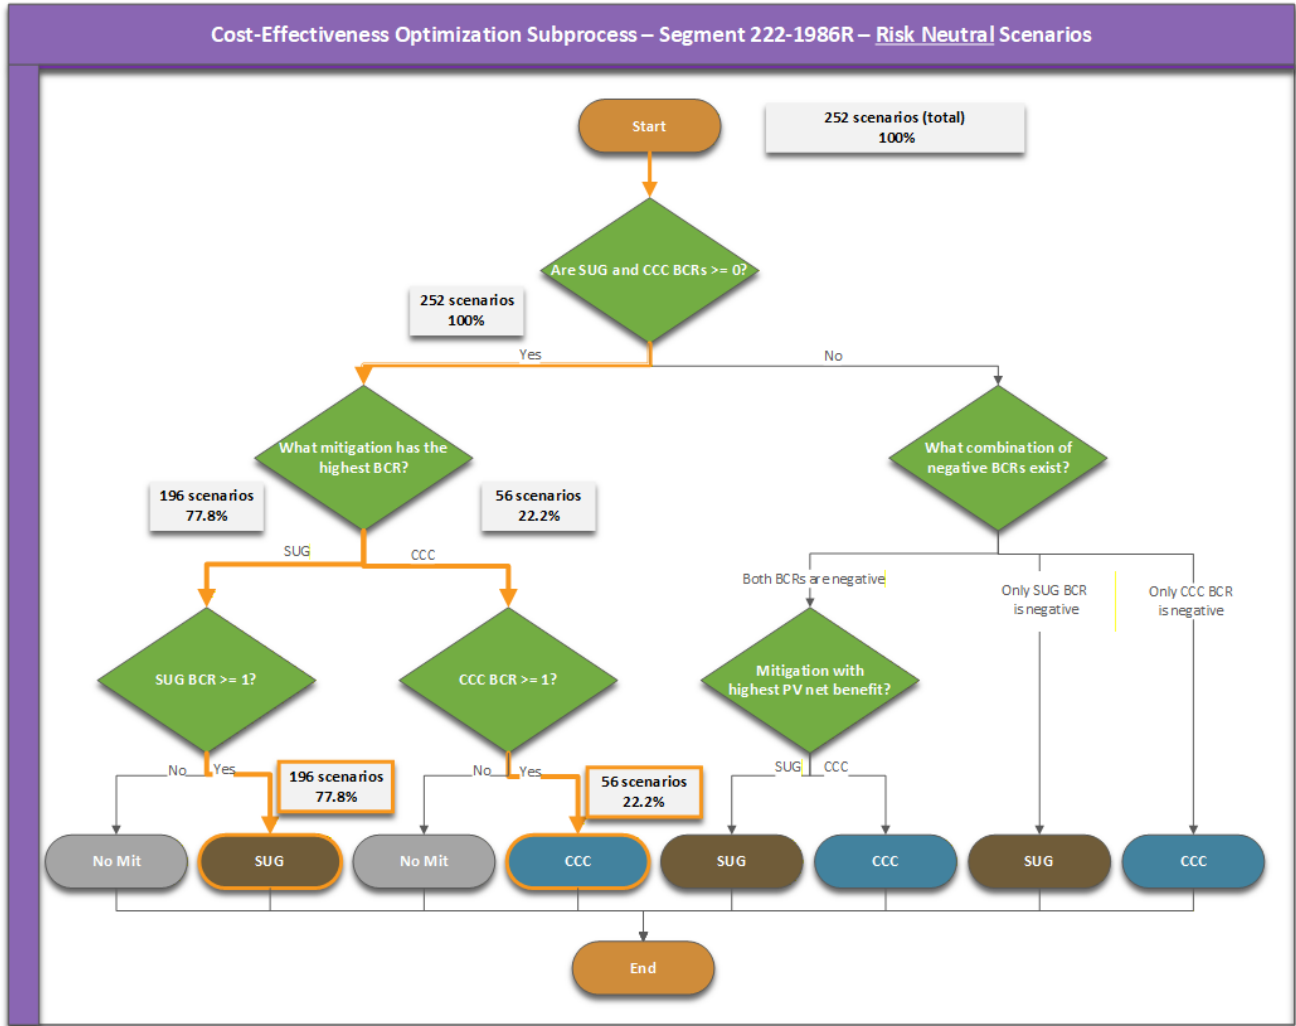 Cost-Effectiveness Optimization Subprocess – Segment 222-1986R – Risk Neutral Scenarios
Start
252 scenarios (total)
100%
Are SUG and CCC BCRs >= 0?
252 scenarios
100%
Yes
No
What mitigation has the
highest BCR?
What combination of
negative BCRs exist?
196 scenarios
77.8%
56 scenarios
22.2%
SUG
CCC
Both BCRs are negative
Only SUG BCR
is negative
Only CCC BCR
is negative
SUG BCR >= 1?
CCC BCR >= 1?
Mitigation with
highest PV net benefit?
No
Yes
196 scenarios
77.8%
No
Yes
56 scenarios
22.2%
SUG
CCC
No Mit
SUG
No Mit
CCC
SUG
CCC
SUG
CCC
End